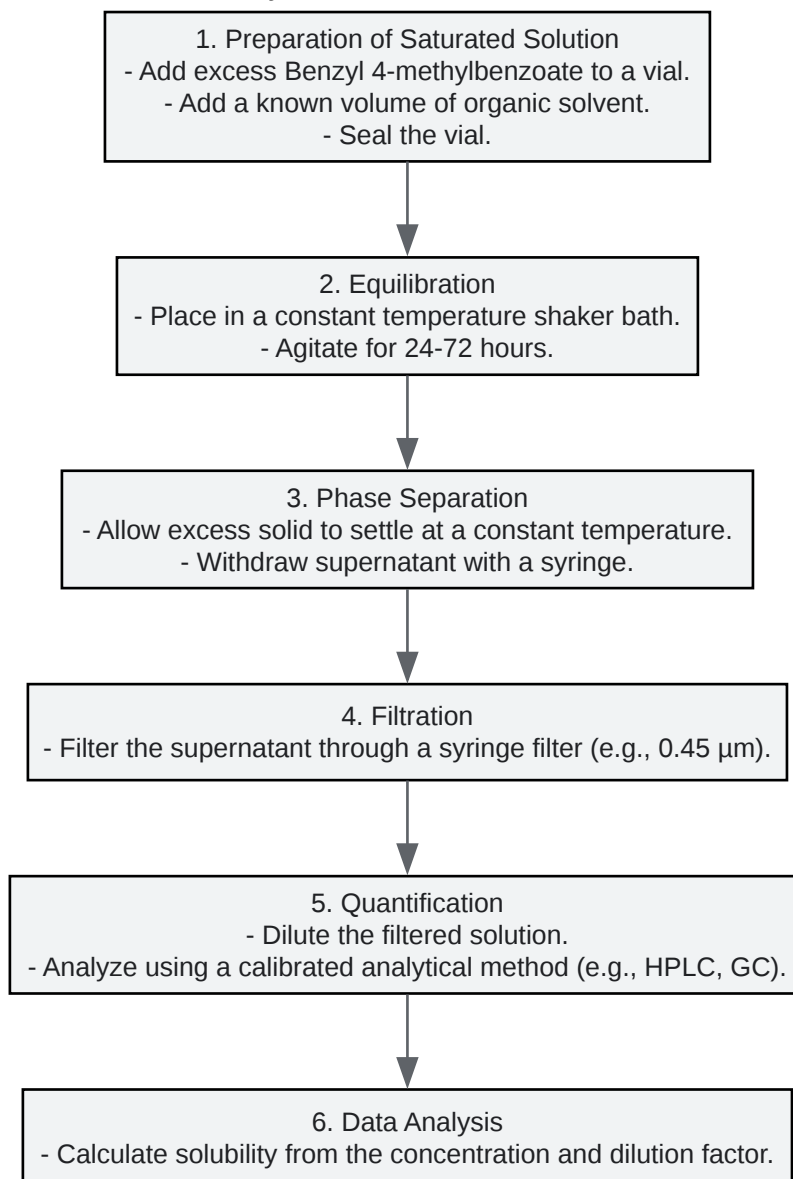 1. Preparation of Saturated Solution
- Add excess Benzyl 4-methylbenzoate to a vial.
- Add a known volume of organic solvent.
- Seal the vial.
2. Equilibration
- Place in a constant temperature shaker bath.
- Agitate for 24-72 hours.
3. Phase Separation
- Allow excess solid to settle at a constant temperature.
- Withdraw supernatant with a syringe.
4. Filtration
- Filter the supernatant through a syringe filter (e.g., 0.45 µm).
5. Quantification
- Dilute the filtered solution.
- Analyze using a calibrated analytical method (e.g., HPLC, GC).
6. Data Analysis
- Calculate solubility from the concentration and dilution factor.